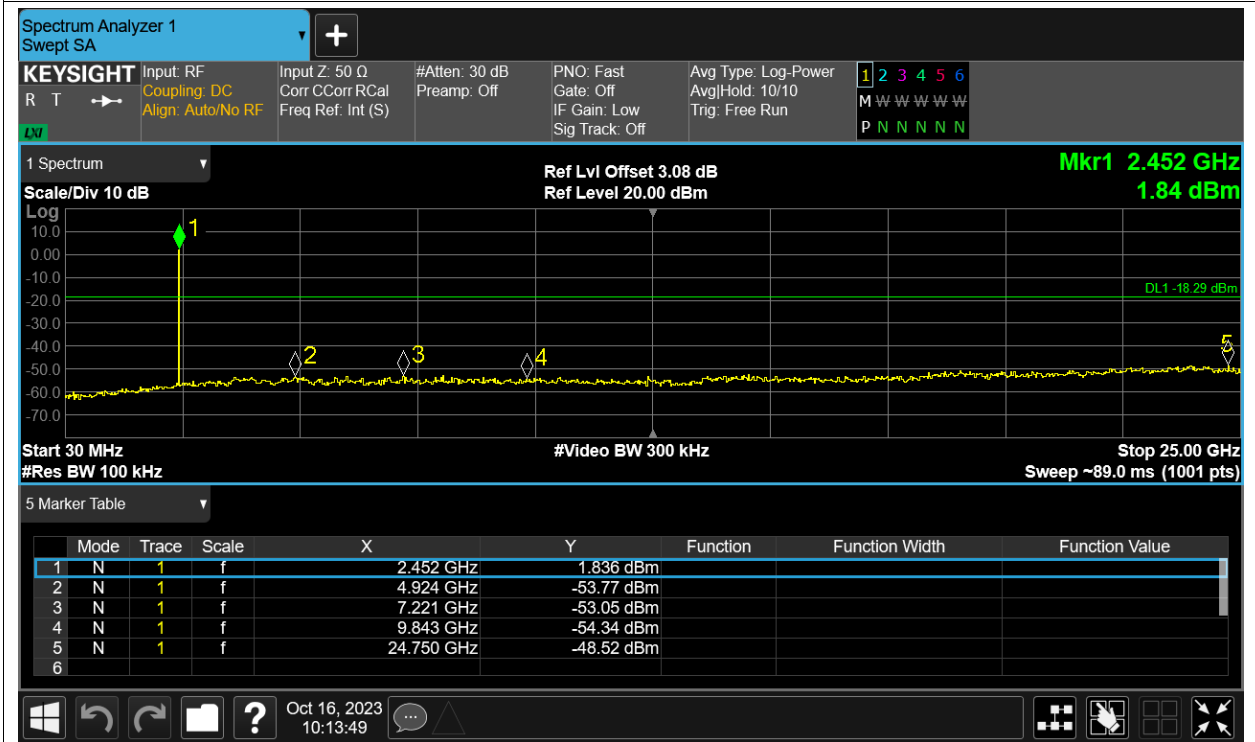 Spectrum Analyzer 1
Swept SA
KEYSIGHT
R T
LXI
Input: RF
Coupling: DC
Align: Auto/No RF
Input Z: 50 Ω
Corr CCorr RCal
Freq Ref: Int (S)
#Atten: 30 dB
Preamp: Off
PNO: Fast
Gate: Off
IF Gain: Low
Sig Track: Off
Avg Type: Log-Power
Avg|Hold: 10/10
Trig: Free Run
1 2 3 4 5 6
M W W W W W
P N N N N N
1 Spectrum
Scale/Div 10 dB
Ref Lvl Offset 3.08 dB
Ref Level 20.00 dBm
Mkr1 2.452 GHz
1.84 dBm
Log
10.0
0.00
-10.0
-20.0
-30.0
-40.0
-50.0
-60.0
-70.0
1
DL1 -18.29 dBm
2
3
4
5
Start 30 MHz
#Video BW 300 kHz
Stop 25.00 GHz
#Res BW 100 kHz
Sweep ~89.0 ms (1001 pts)
5 Marker Table
Mode Trace Scale X Y Function Function Width Function Value
1 N 1 f 2.452 GHz 1.836 dBm
2 N 1 f 4.924 GHz -53.77 dBm
3 N 1 f 7.221 GHz -53.05 dBm
4 N 1 f 9.843 GHz -54.34 dBm
5 N 1 f 24.750 GHz -48.52 dBm
6
?
Oct 16, 2023
10:13:49